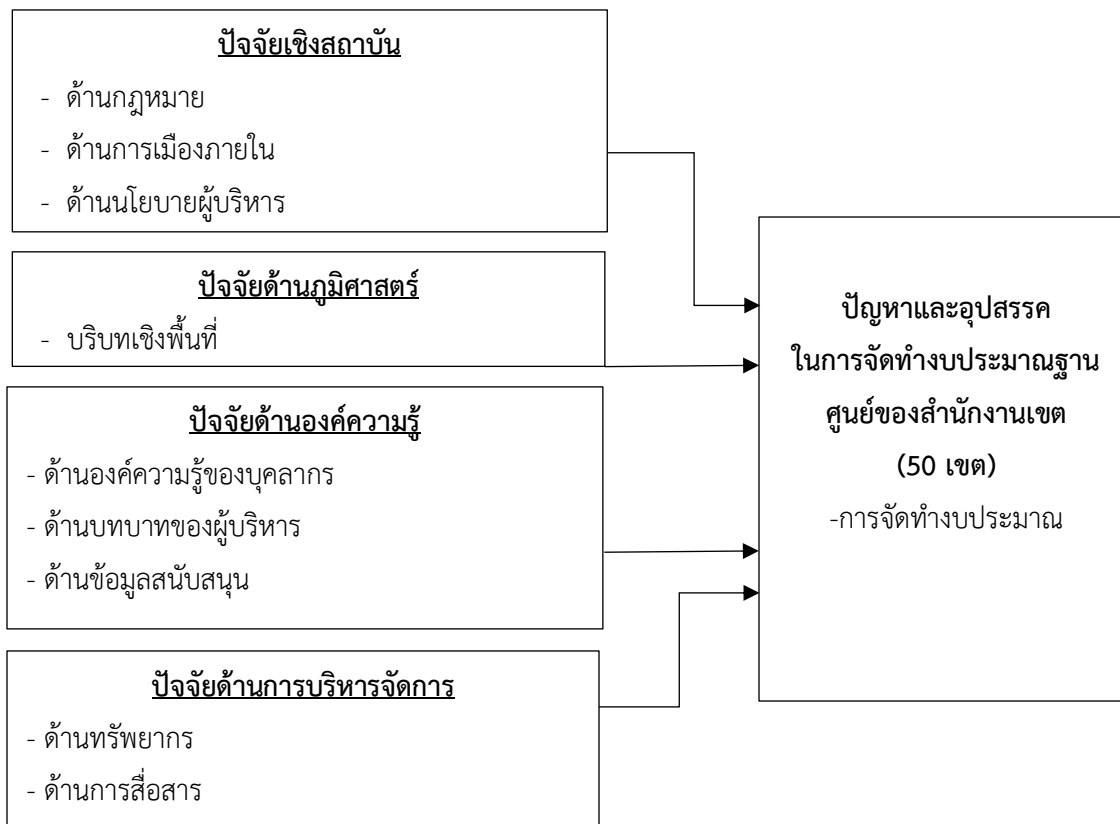 ปัจจัยเชิงสถาบัน
- ด้านกฎหมาย
- ด้านการเมืองภายใน
- ด้านนโยบายผู้บริหาร
ปัจจัยด้านภูมิศาสตร์
- บริบทเชิงพื้นที่
ปัจจัยด้านองค์ความรู้
- ด้านองค์ความรู้ของบุคลากร
- ด้านบทบาทของผู้บริหาร
- ด้านข้อมูลสนับสนุน
ปัจจัยด้านการบริหารจัดการ
- ด้านทรัพยากร
- ด้านการสื่อสาร
ปัญหาและอุปสรรค
ในการจัดทำงบประมาณฐาน
ศูนย์ของสำนักงานเขต
(50 เขต)
-การจัดทำงบประมาณ